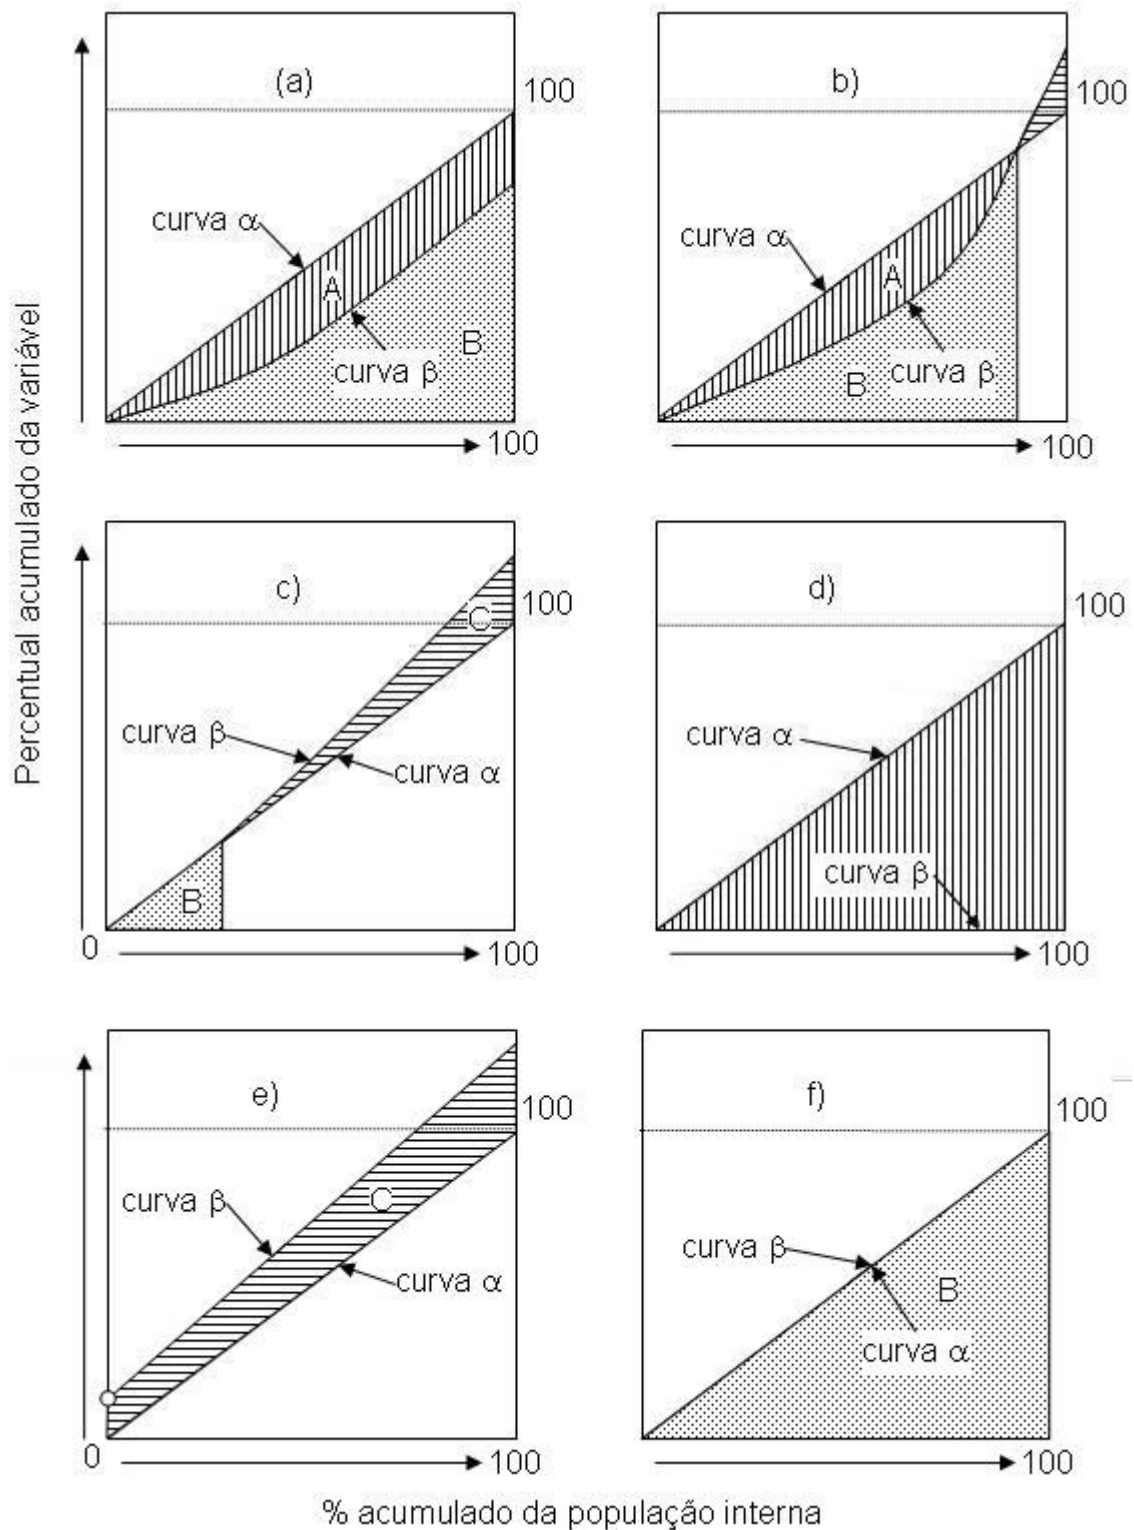 Percentual acumulado da variável
(a)
100
curva α
A
B
curva β
100
b)
100
curva α
A
B
curva β
100
c)
100
C
curva β
curva α
B
0
100
d)
100
curva α
curva β
100
e)
100
curva β
C
curva α
0
100
f)
100
curva β
B
curva α
100
% acumulado da população interna